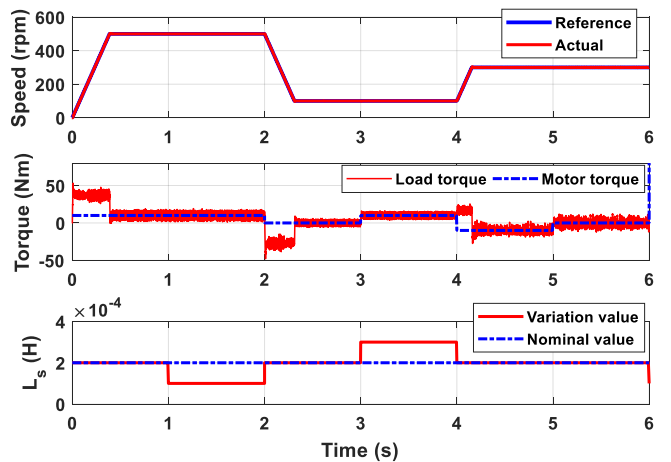 600
400
200
0
Speed (rpm)
Reference
Actual
0 1 2 3 4 5 6
50
0
-50
Torque (Nm)
Load torque Motor torque
0 1 2 3 4 5 6
×10⁻⁴
4
2
0
Lₛ (H)
Variation value
Nominal value
0 1 2 3 4 5 6
Time (s)